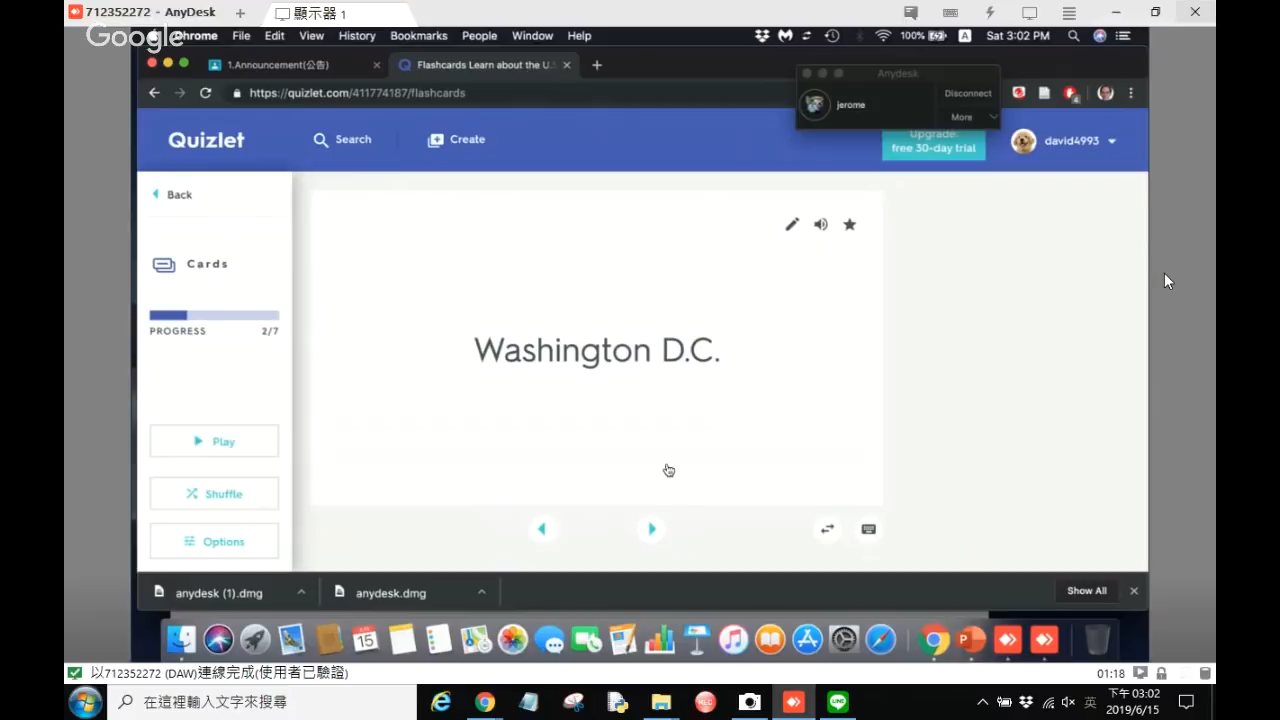 712352272 - AnyDesk
顯示器 1
Google
Chrome File Edit View History Bookmarks People Window Help
100%
A
Sat 3:02 PM
1.Announcement(公告)
Flashcards Learn about the U.
Anydesk
https://quizlet.com/411774187/flashcards
jerome
Disconnect
More
4
Quizlet
Search
Create
Upgrade:
free 30-day trial
david4993
Back
Cards
PROGRESS 2/7
Washington D.C.
Play
Shuffle
Options
anydesk (1).dmg
anydesk.dmg
Show All
15
以712352272 (DAW)連線完成(使用者已驗證)
01:18
在這裡輸入文字來搜尋
REC
LINE
英
下午 03:02
2019/6/15